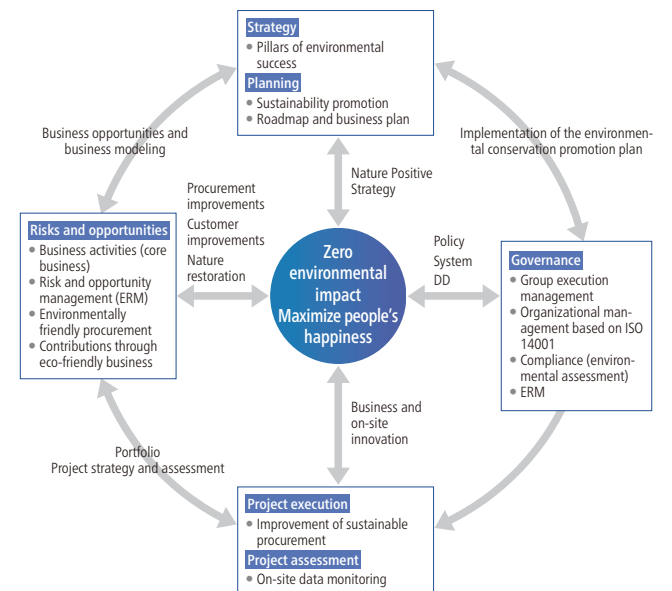 Strategy
• Pillars of environmental
success
Planning
• Sustainability promotion
• Roadmap and business plan
Business opportunities and
business modeling
Implementation of the environmen-
tal conservation promotion plan
Nature Positive
Strategy
Procurement
improvements
Customer
improvements
Nature
restoration
Risks and opportunities
• Business activities (core
business)
• Risk and opportunity
management (ERM)
• Environmentally
friendly procurement
• Contributions through
eco-friendly business
Zero
environmental
impact
Maximize people's
happiness
Policy
System
DD
Governance
• Group execution
management
• Organizational man-
agement based on ISO
14001
• Compliance (environ-
mental assessment)
• ERM
Business and
on-site
innovation
Portfolio
Project strategy and assessment
Project execution
• Improvement of sustainable
procurement
Project assessment
• On-site data monitoring